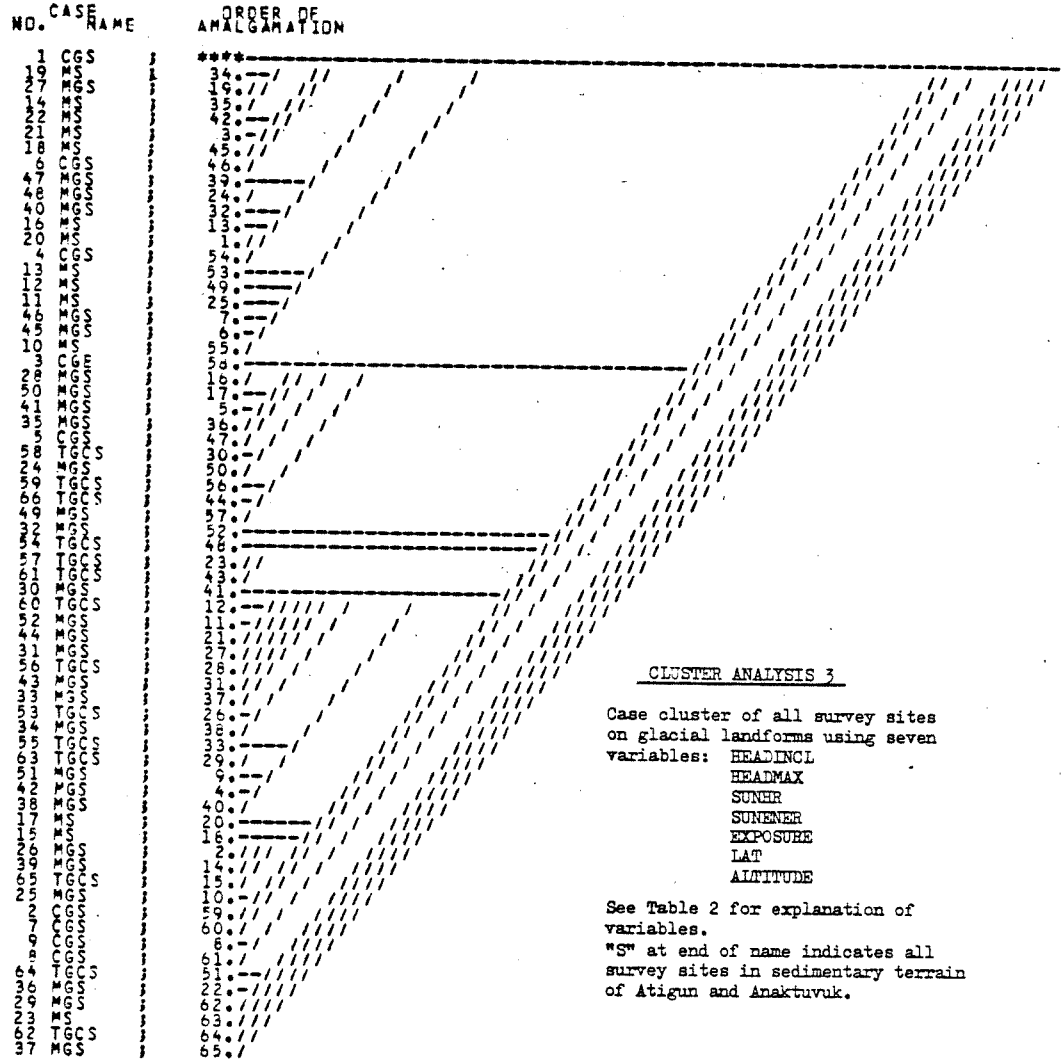 NO. CASE NAME ORDER OF AMALGAMATION
1 CGS ****
19 MS 34.
27 MGS 19.
14 MS 35.
22 MS 42.
21 MS 3.
18 MS 45.
6 CGS 46.
47 MGS 39.
48 MGS 24.
40 MGS 32.
16 MS 13.
20 MS 1.
4 CGS 54.
13 MS 53.
12 MS 49.
11 MS 25.
46 MGS 7.
45 MGS 6.
10 MS 55.
3 CGE 58.
28 MGS 16.
50 MGS 17.
41 MGS 5.
35 MGS 36.
5 CGS 47.
58 TGCS 30.
24 MGS 50.
59 TGCS 56.
66 TGCS 44.
49 MGS 57.
32 MGS 52.
54 TGCS 48.
57 TGCS 23.
61 TGCS 43.
30 MGS 41.
60 TGCS 12.
52 MGS 11.
44 MGS 21.
31 MGS 27.
56 TGCS 28.
43 MGS 31.
33 MGS 37.
53 TGCS 26.
34 MGS 38.
55 TGCS 33.
63 TGCS 29.
51 MGS 9.
42 MGS 4.
38 MGS 40.
17 MS 20.
15 MS 18.
26 MGS 2.
39 MGS 14.
65 TGCS 15.
25 MGS 10.
2 CGS 59.
7 CGS 60.
9 CGS 8.
8 CGS 61.
64 TGCS 51.
36 MGS 22.
29 MGS 62.
23 MS 63.
62 TGCS 64.
37 MGS 65.
CLUSTER ANALYSIS 3
Case cluster of all survey sites
on glacial landforms using seven
variables: HEADINCL
HEADMAX
SUNHR
SUNENER
EXPOSURE
LAT
ALTITUDE
See Table 2 for explanation of
variables.
"S" at end of name indicates all
survey sites in sedimentary terrain
of Atigun and Anaktuvuk.